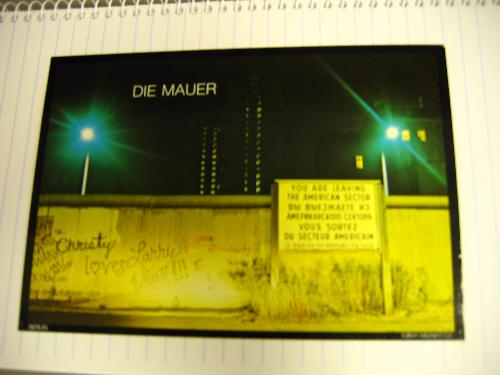 DIE MAUER
YOU ARE LEAVING
THE AMERICAN SECTOR
ВЫ ВЫЕЗЖАЕТЕ ИЗ
АМЕРИКАНСКОГО СЕКТОРА
VOUS SORTEZ
DU SECTEUR AMERICAIN
Christy
loves Larry
BERLIN